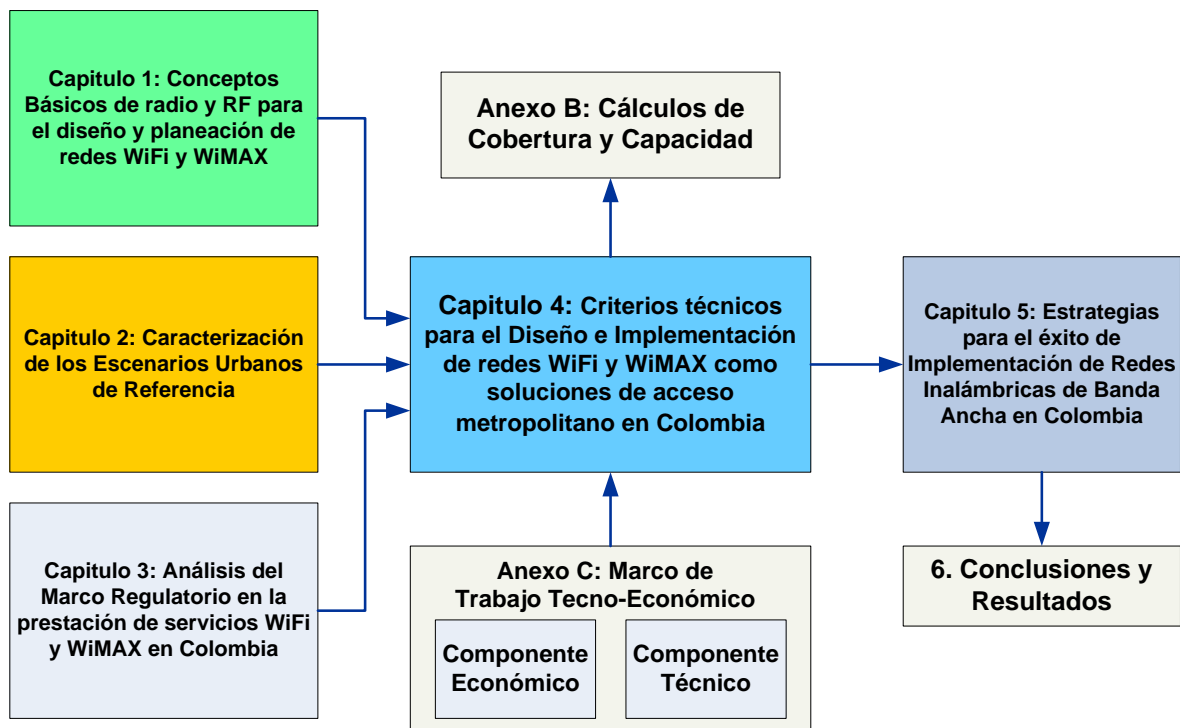 Capitulo 1: Conceptos
Básicos de radio y RF para
el diseño y planeación de
redes WiFi y WiMAX
Anexo B: Cálculos de
Cobertura y Capacidad
Capitulo 2: Caracterización
de los Escenarios Urbanos
de Referencia
Capitulo 4: Criterios técnicos
para el Diseño e Implementación
de redes WiFi y WiMAX como
soluciones de acceso
metropolitano en Colombia
Capitulo 5: Estrategias
para el éxito de
Implementación de Redes
Inalámbricas de Banda
Ancha en Colombia
Capitulo 3: Análisis del
Marco Regulatorio en la
prestación de servicios WiFi
y WiMAX en Colombia
Anexo C: Marco de
Trabajo Tecno-Económico
Componente
Económico
Componente
Técnico
6. Conclusiones y
Resultados